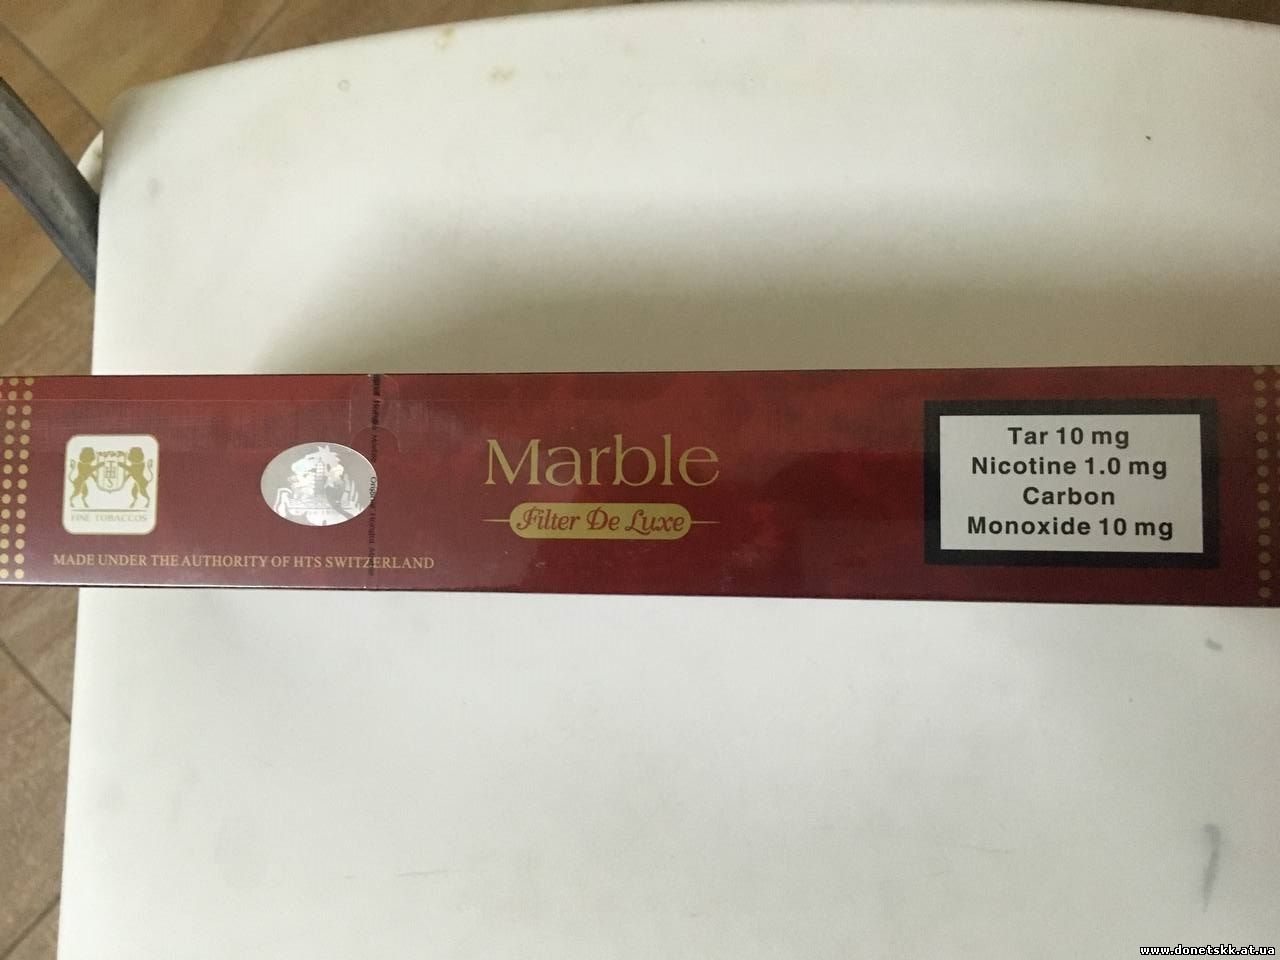 HTS
FINE TOBACCOS
MADE UNDER THE AUTHORITY OF HTS SWITZERLAND
Marble
Filter De Luxe
Tar 10 mg
Nicotine 1.0 mg
Carbon
Monoxide 10 mg
www.donetskk.at.ua